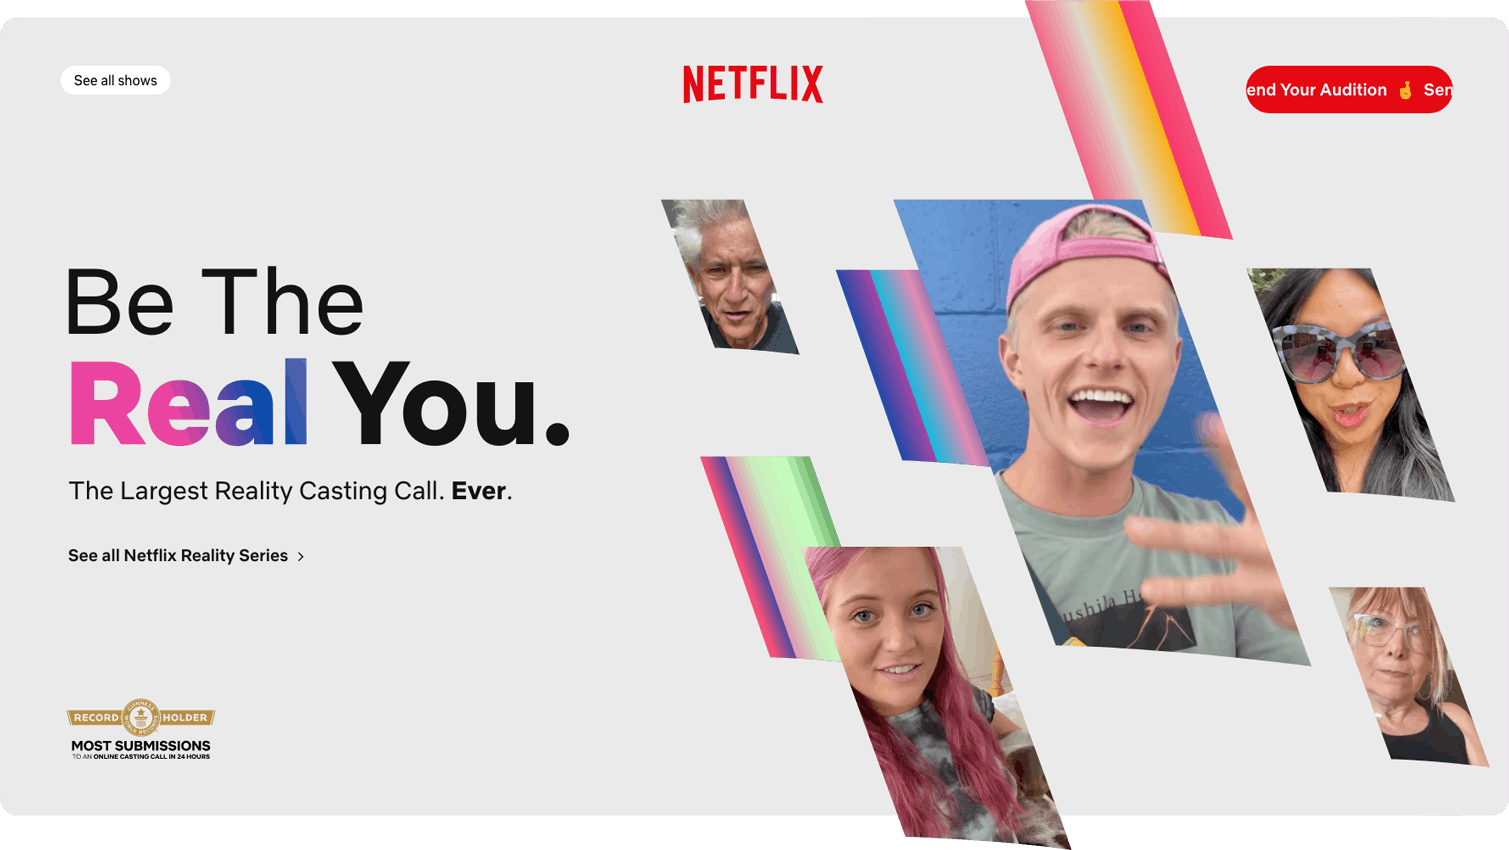 See all shows
NETFLIX
end Your Audition 🤞 Sen
Be The
Real You.
The Largest Reality Casting Call. Ever.
See all Netflix Reality Series >
ushila H
RECORD HOLDER
MOST SUBMISSIONS
TO AN ONLINE CASTING CALL IN 24 HOURS